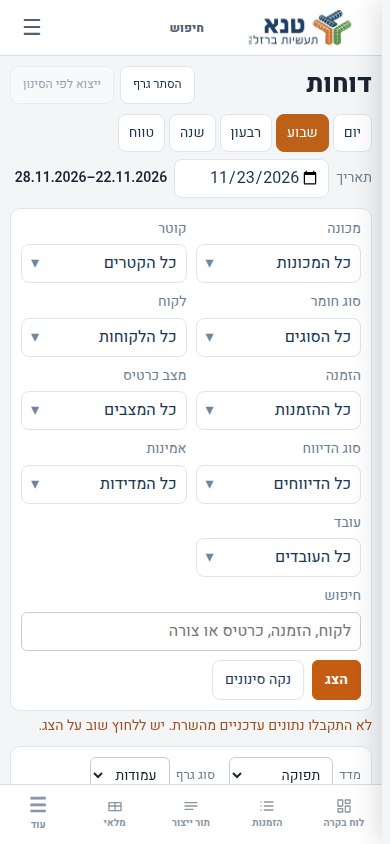 טנא
תעשיות ברזל
חיפוש
דוחות
הסתר גרף
ייצוא לפי הסינון
יום
שבוע
רבעון
שנה
טווח
תאריך
11/23/2026
22.11.2026–28.11.2026
מכונה
קוטר
כל המכונות
כל הקטרים
סוג חומר
לקוח
כל הסוגים
כל הלקוחות
הזמנה
מצב כרטיס
כל ההזמנות
כל המצבים
סוג הדיווח
אמינות
כל הדיווחים
כל המדידות
עובד
כל העובדים
חיפוש
לקוח, הזמנה, כרטיס או צורה
הצג
נקה סינונים
לא התקבלו נתונים עדכניים מהשרת. יש ללחוץ שוב על הצג.
מדד
תפוקה
סוג גרף
עמודות
לוח בקרה
הזמנות
תור ייצור
מלאי
עוד